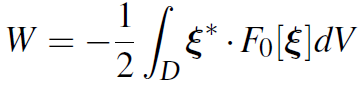 W = −\frac{1}{2} \int_D \boldsymbol{\xi}^* \cdot F_0[\boldsymbol{\xi}] dV